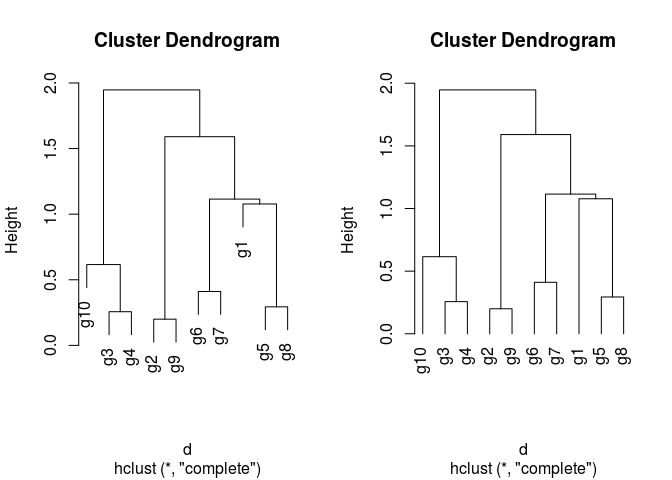 Cluster Dendrogram
Height
2.0
1.5
1.0
0.5
0.0
g10
g3
g4
g2
g9
g6
g7
g1
g5
g8
d
hclust (*, "complete")
Cluster Dendrogram
Height
2.0
1.5
1.0
0.5
0.0
g10
g3
g4
g2
g9
g6
g7
g1
g5
g8
d
hclust (*, "complete")